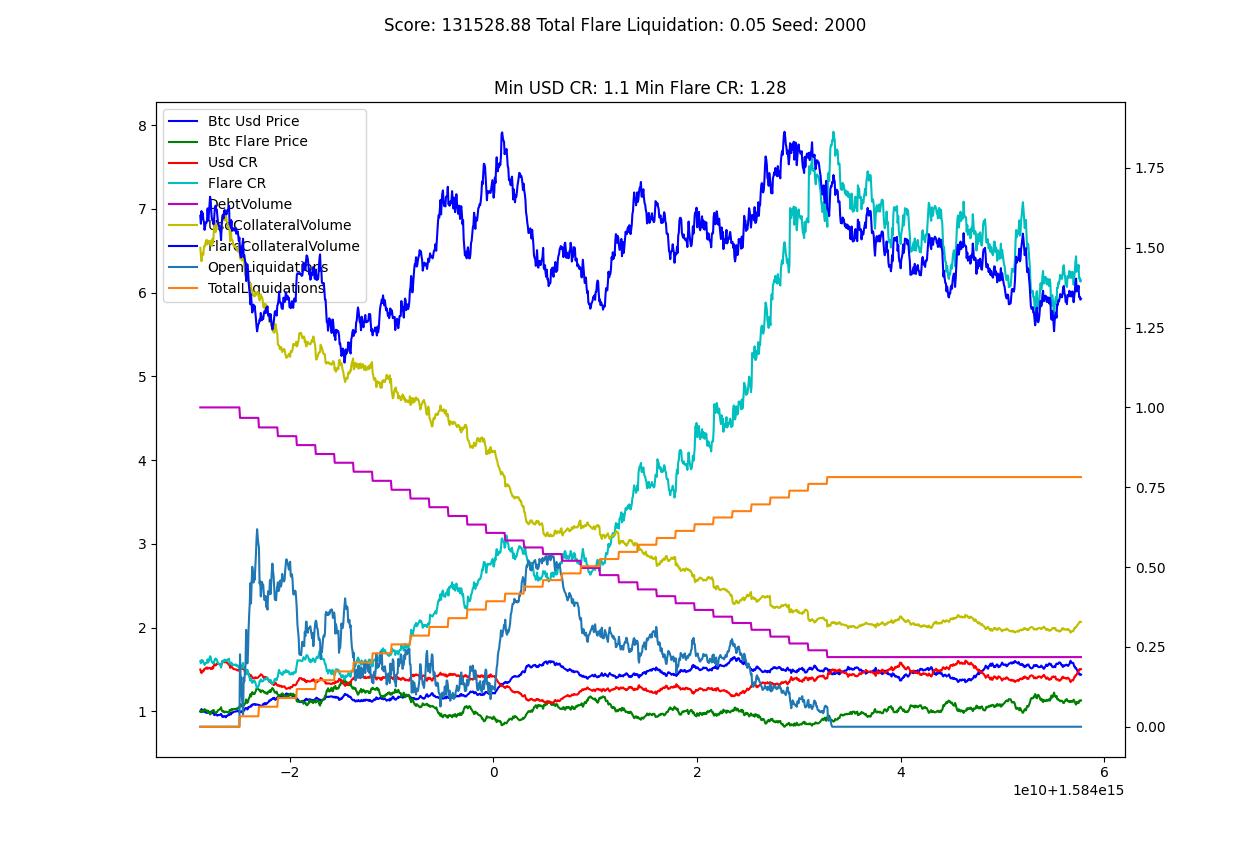 Score: 131528.88 Total Flare Liquidation: 0.05 Seed: 2000
Min USD CR: 1.1 Min Flare CR: 1.28
Btc Usd Price
Btc Flare Price
Usd CR
Flare CR
DebtVolume
UsdCollateralVolume
FlareCollateralVolume
OpenLiquidations
TotalLiquidations
8
7
6
5
4
3
2
1
1.75
1.50
1.25
1.00
0.75
0.50
0.25
0.00
−2 0 2 4 6
1e10+1.584e15